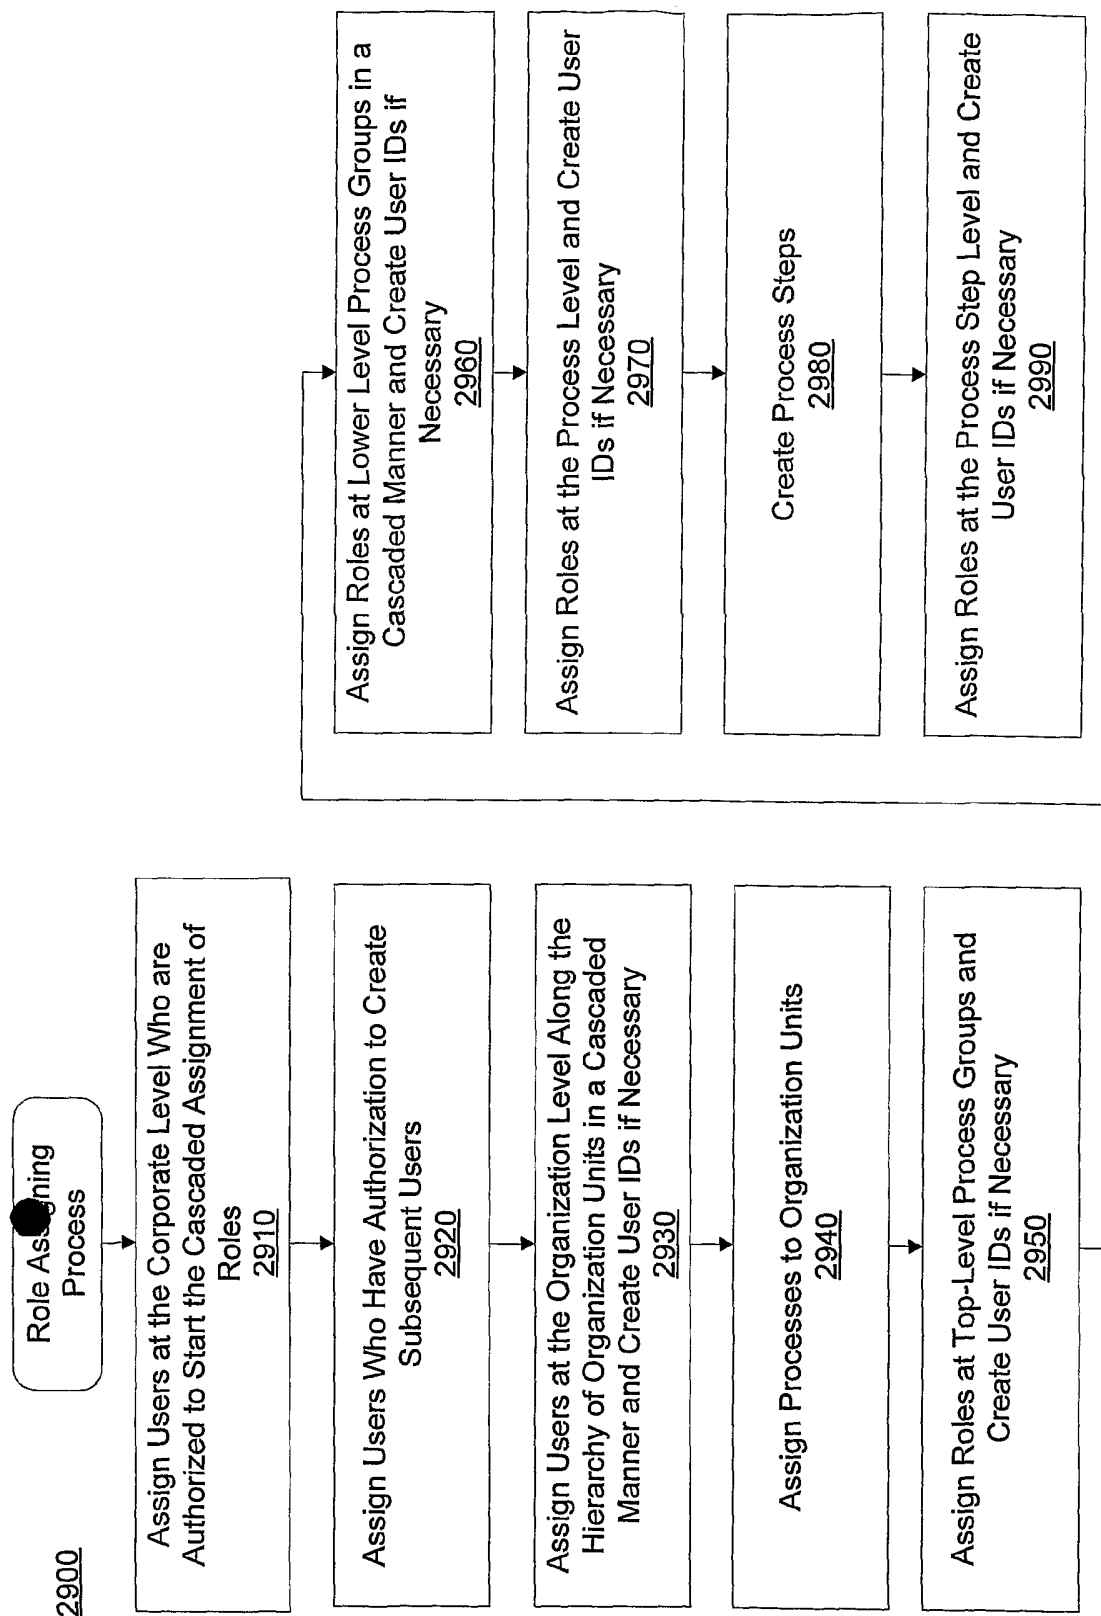 2900
Role Ass ning
Process
Assign Users at the Corporate Level Who are
Authorized to Start the Cascaded Assignment of
Roles
2910
Assign Users Who Have Authorization to Create
Subsequent Users
2920
Assign Users at the Organization Level Along the
Hierarchy of Organization Units in a Cascaded
Manner and Create User IDs if Necessary
2930
Assign Processes to Organization Units
2940
Assign Roles at Top-Level Process Groups and
Create User IDs if Necessary
2950
Assign Roles at Lower Level Process Groups in a
Cascaded Manner and Create User IDs if
Necessary
2960
Assign Roles at the Process Level and Create User
IDs if Necessary
2970
Create Process Steps
2980
Assign Roles at the Process Step Level and Create
User IDs if Necessary
2990